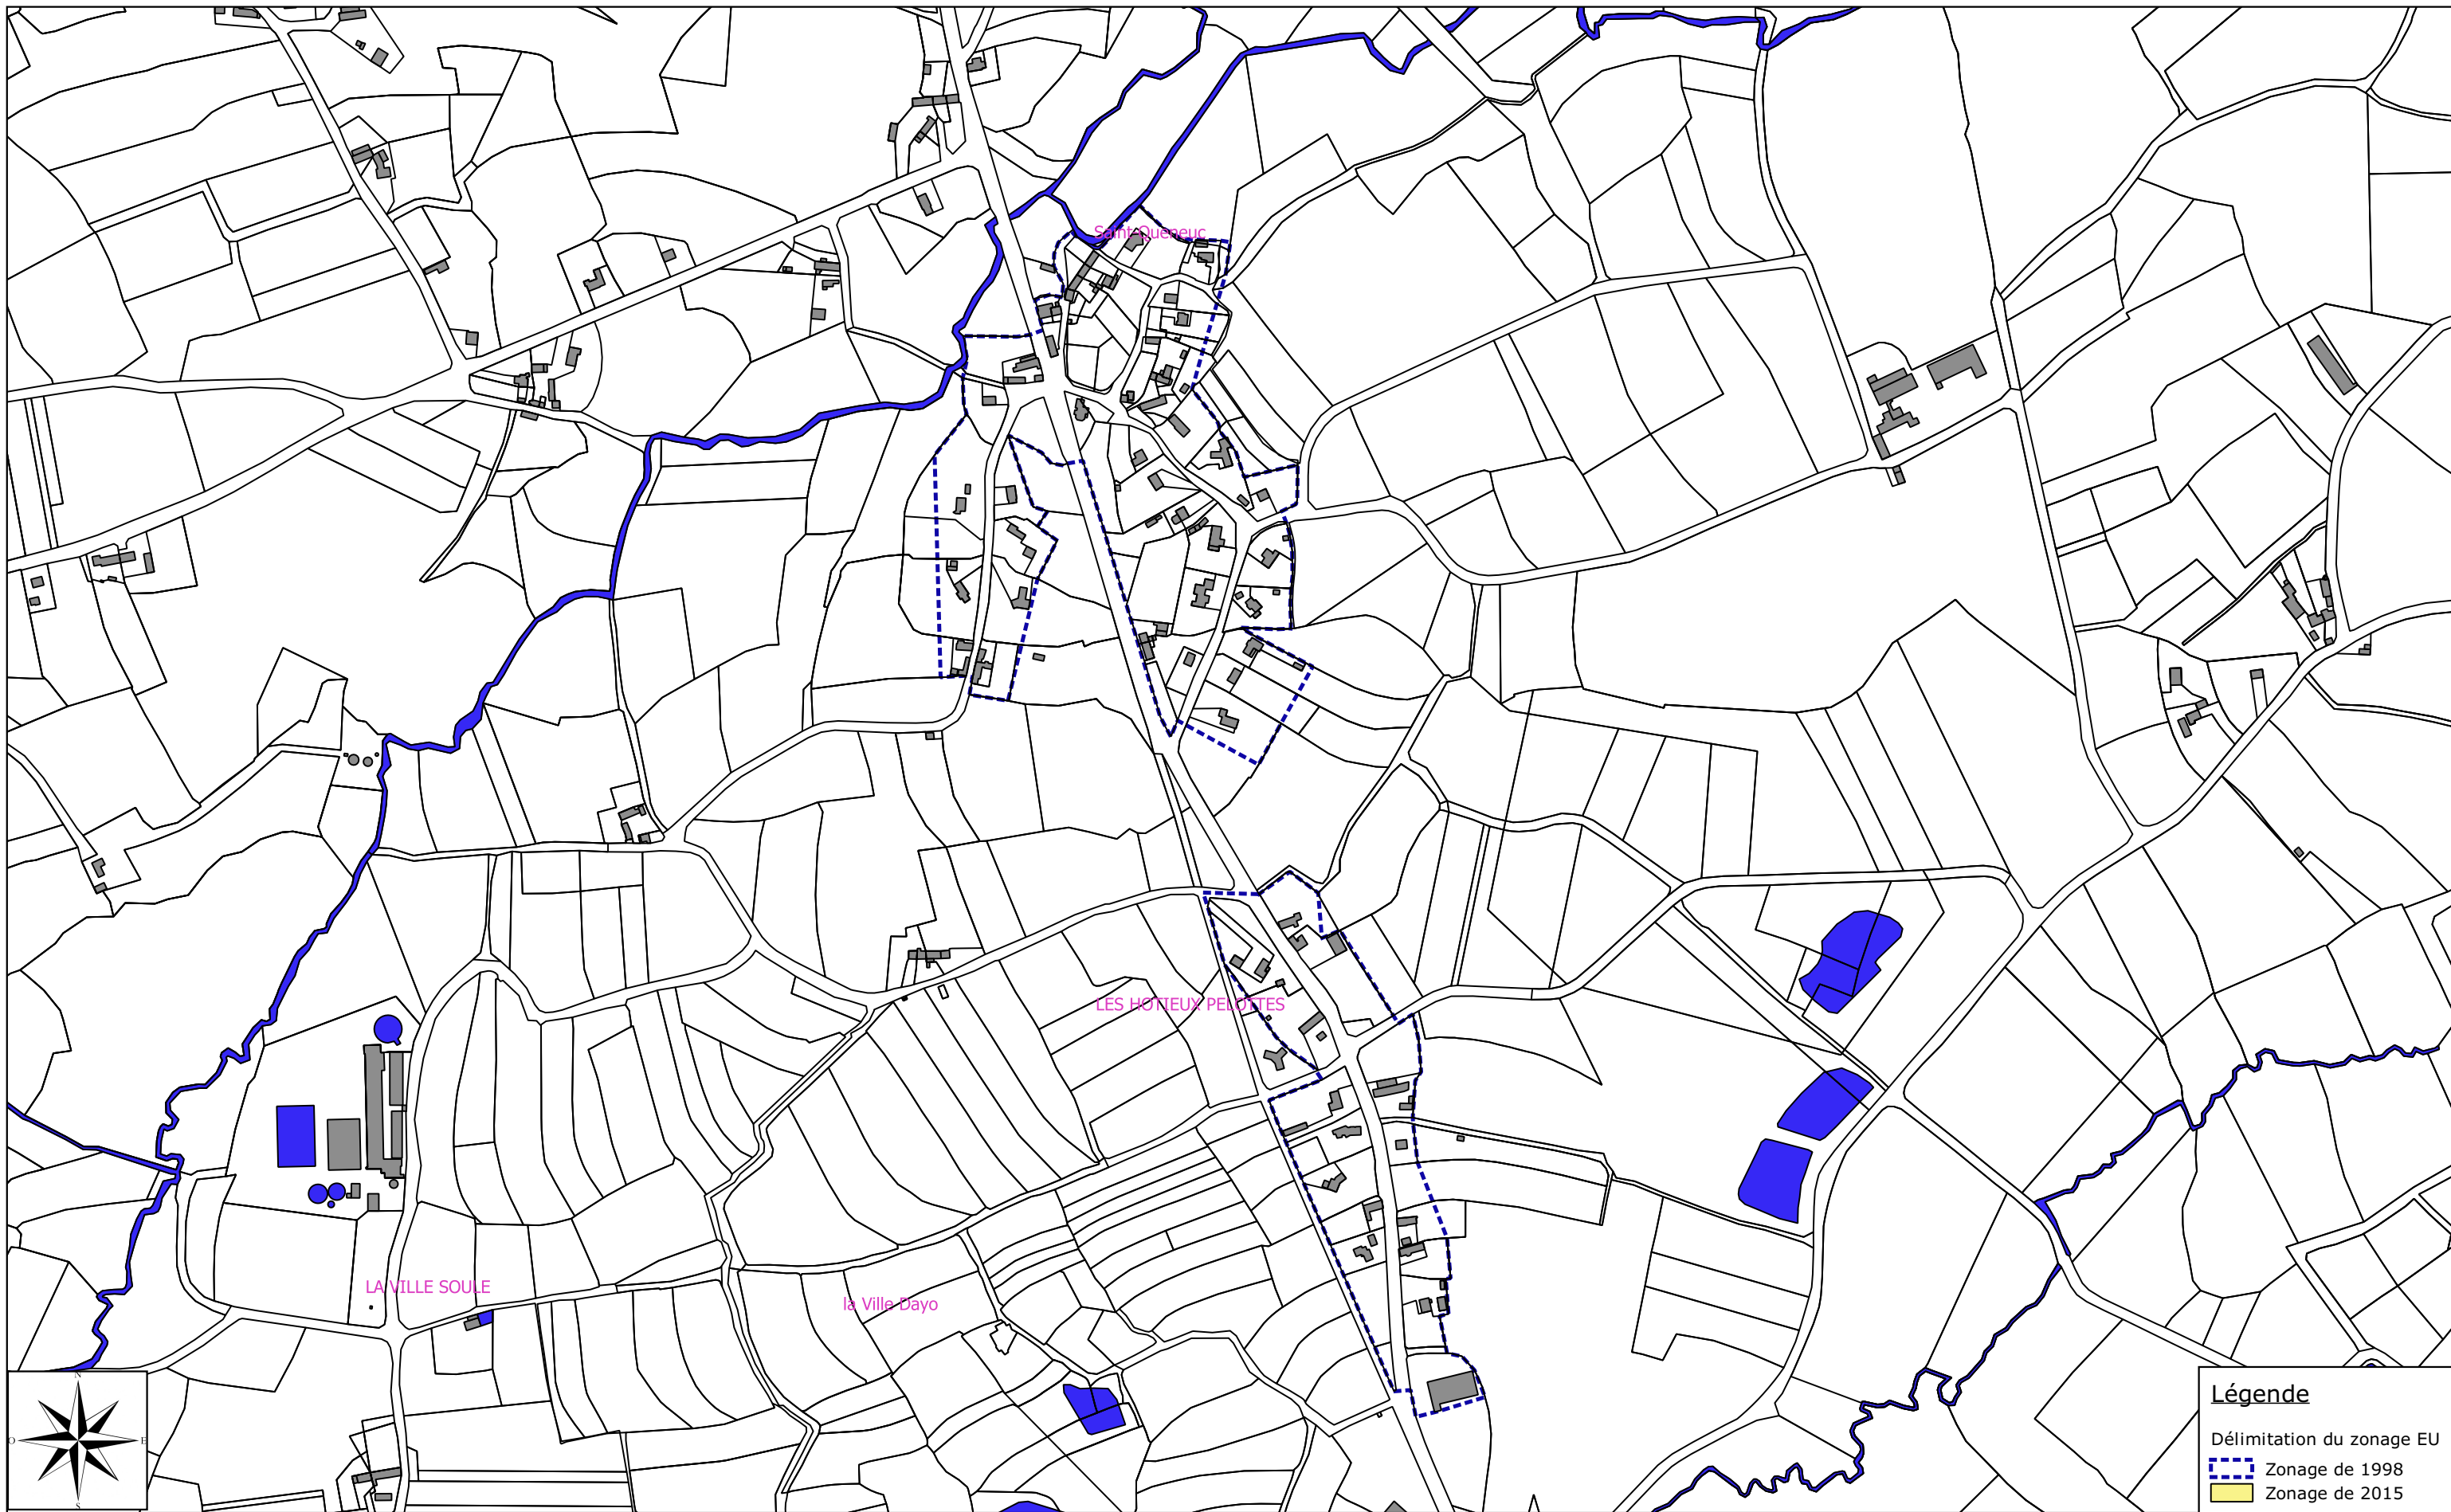 Saint-Queneuc
LES HOTIEUX PELOTTES
LA VILLE SOULE
la Ville Dayo
N
O
E
S
Légende
Délimitation du zonage EU
Zonage de 1998
Zonage de 2015